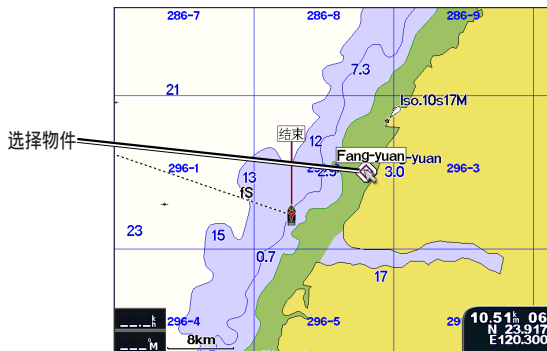 286-7
286-8
286-9
7.3
21
Iso.10s17M
结束
选择物件
12
Fang-yuan
-yuan
296-1
3.0
296-3
13
fS
23
15
0.7
17
296-4
296-5
8km
10.51 km 06
N 23.917
E120.300